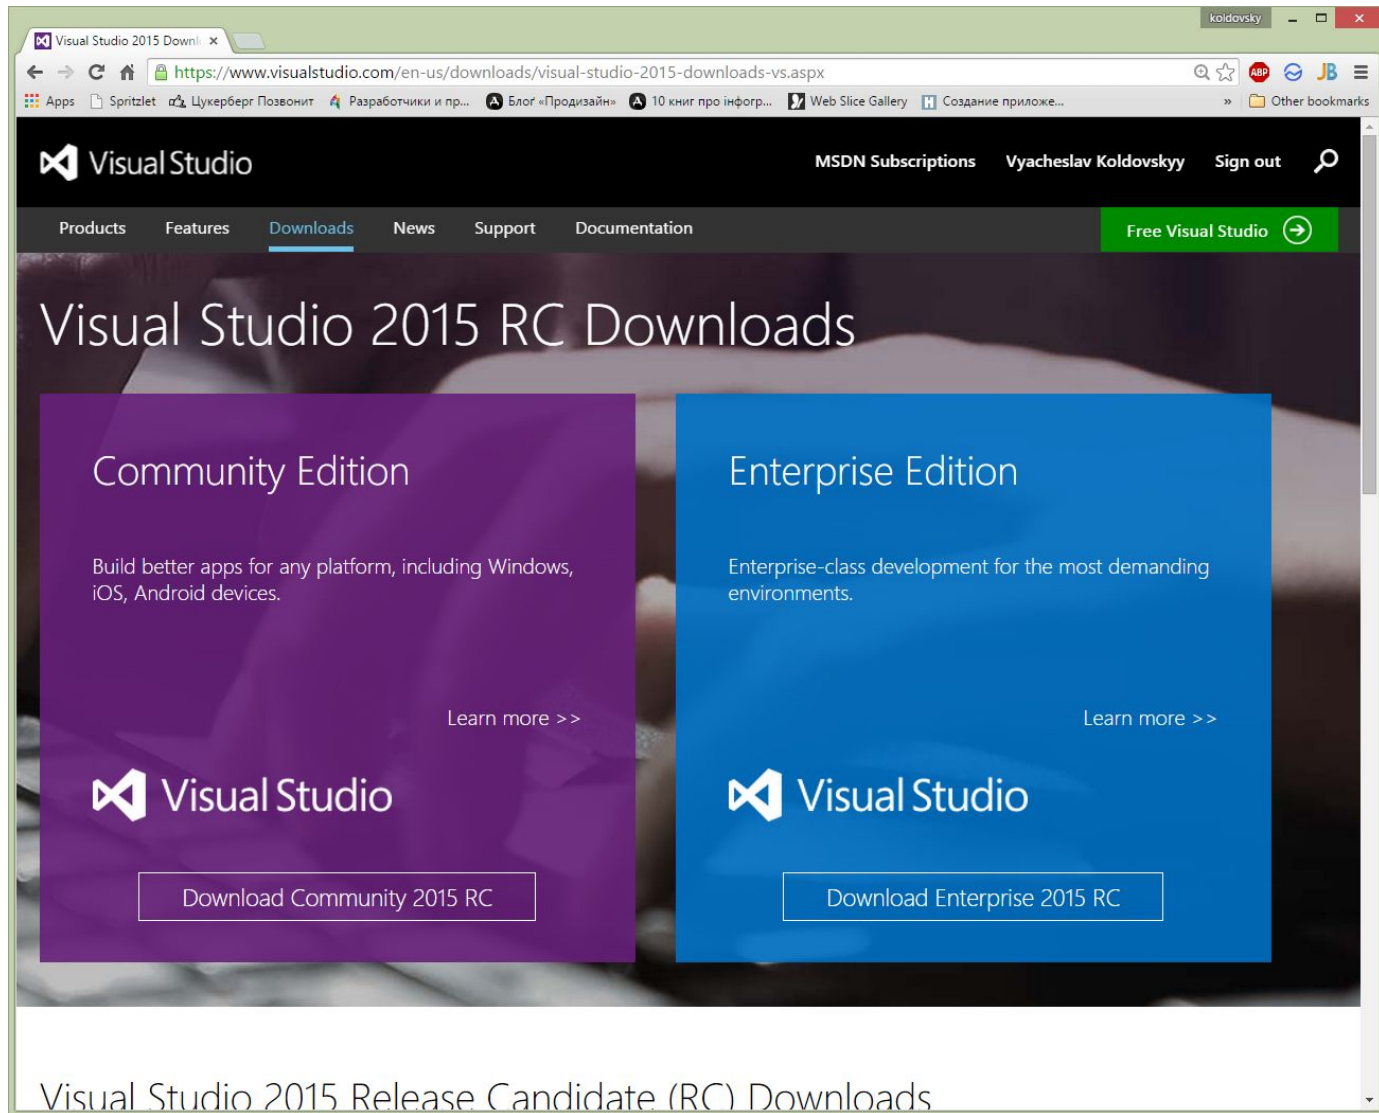 koldovsky
Visual Studio 2015 Downl
https://www.visualstudio.com/en-us/downloads/visual-studio-2015-downloads-vs.aspx
ABP
JB
Apps Spritzlet Цукерберг Позвонит Разработчики и пр... Блог «Продизайн» 10 книг про інфогр... Web Slice Gallery Создание приложе... » Other bookmarks
Visual Studio
MSDN Subscriptions Vyacheslav Koldovskyy Sign out
Products Features Downloads News Support Documentation
Free Visual Studio
Visual Studio 2015 RC Downloads
Community Edition
Build better apps for any platform, including Windows,
iOS, Android devices.
Learn more >>
Visual Studio
Download Community 2015 RC
Enterprise Edition
Enterprise-class development for the most demanding
environments.
Learn more >>
Visual Studio
Download Enterprise 2015 RC
Visual Studio 2015 Release Candidate (RC) Downloads